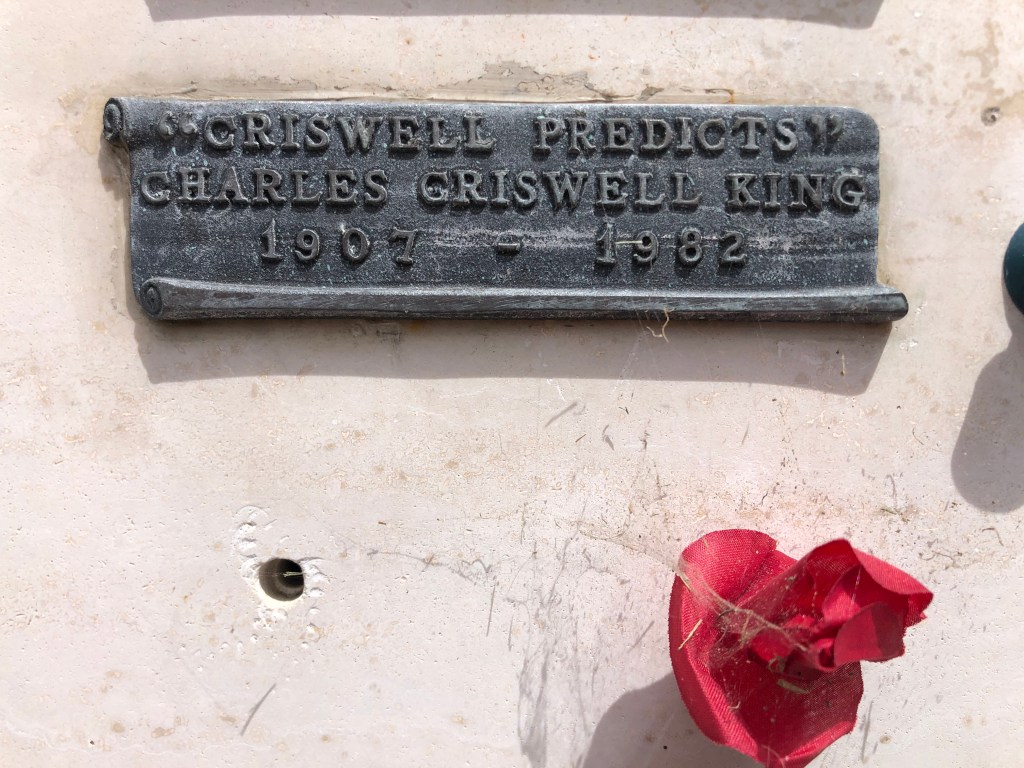 “CRISWELL PREDICTS”
CHARLES CRISWELL KING
1907 - 1982